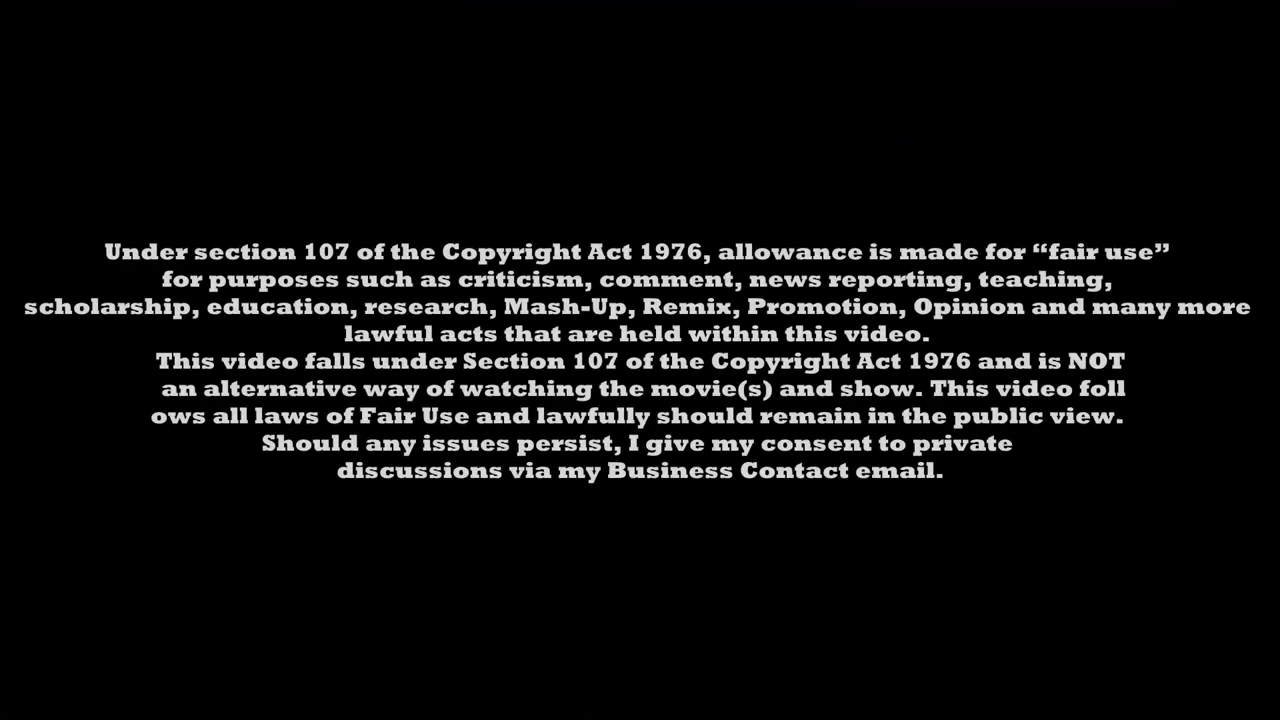 Under section 107 of the Copyright Act 1976, allowance is made for “fair use”
for purposes such as criticism, comment, news reporting, teaching,
scholarship, education, research, Mash-Up, Remix, Promotion, Opinion and many more
lawful acts that are held within this video.
This video falls under Section 107 of the Copyright Act 1976 and is NOT
an alternative way of watching the movie(s) and show. This video foll
ows all laws of Fair Use and lawfully should remain in the public view.
Should any issues persist, I give my consent to private
discussions via my Business Contact email.